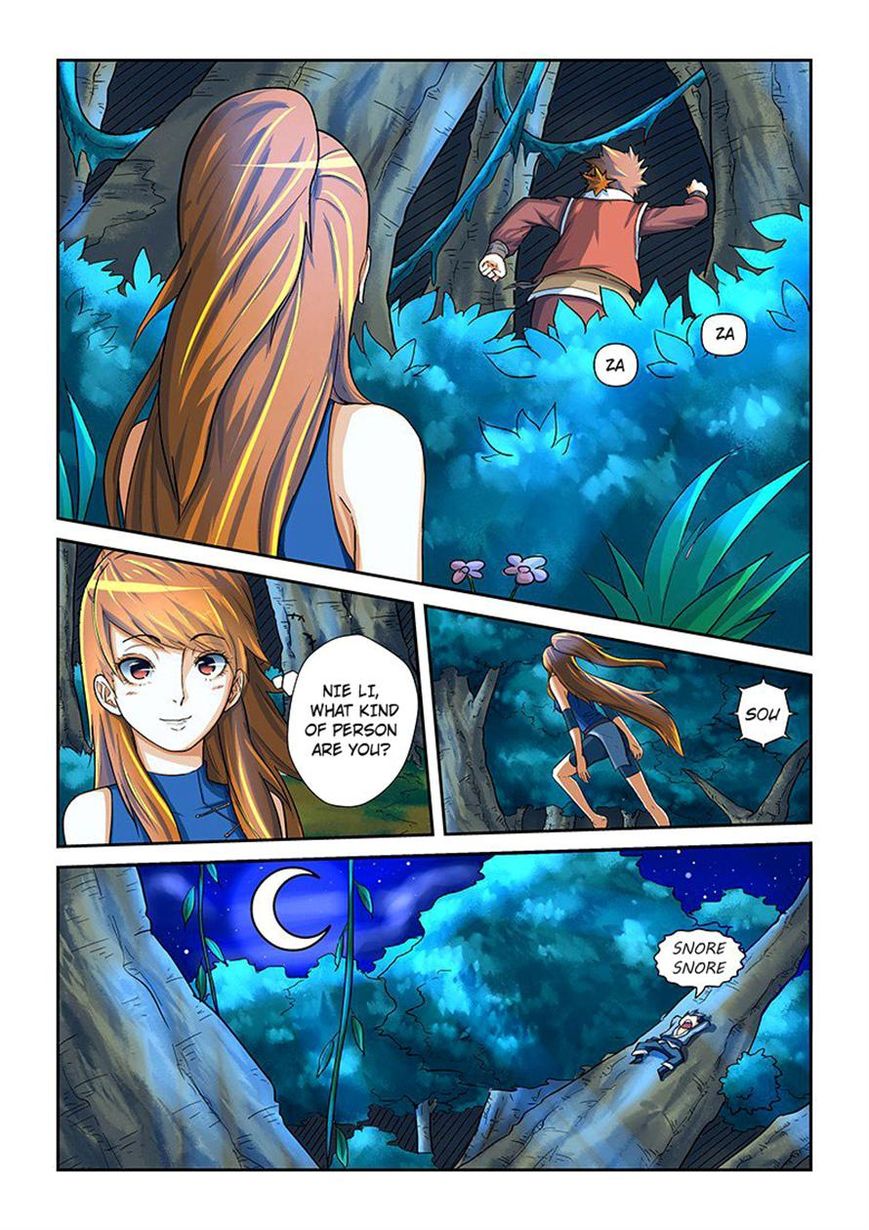 ZA
ZA
NIE LI,
WHAT KIND
OF PERSON
ARE YOU?
SOU
SNORE
SNORE